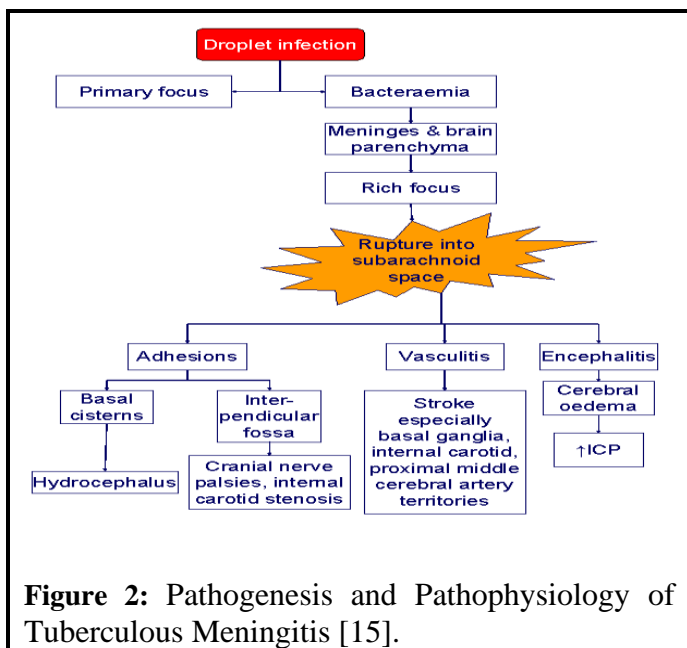 Droplet infection
Primary focus
Bacteraemia
Meninges & brain
parenchyma
Rich focus
Rupture into
subarachnoid
space
Adhesions
Vasculitis
Encephalitis
Basal
cisterns
Inter-
pendicular
fossa
Stroke
especially
basal ganglia,
internal carotid,
proximal middle
cerebral artery
territories
Cerebral
oedema
Hydrocephalus
Cranial nerve
palsies, internal
carotid stenosis
↑ICP
Figure 2: Pathogenesis and Pathophysiology of
Tuberculous Meningitis [15].